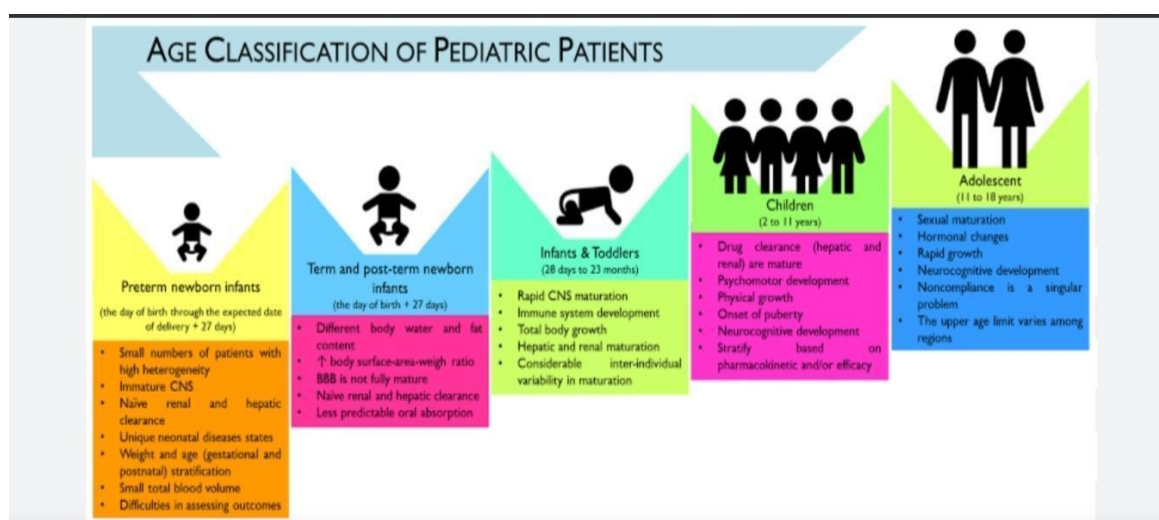 AGE CLASSIFICATION OF PEDIATRIC PATIENTS
Preterm newborn infants
(the day of birth through the expected date
of delivery + 27 days)
• Small numbers of patients with
high heterogeneity
• Immature CNS
• Naïve renal and hepatic
clearance
• Unique neonatal diseases states
• Weight and age (gestational and
postnatal) stratification
• Small total blood volume
• Difficulties in assessing outcomes
Term and post-term newborn
infants
(the day of birth + 27 days)
• Different body water and fat
content
• ↑ body surface-area-weigh ratio
• BBB is not fully mature
• Naive renal and hepatic clearance
• Less predictable oral absorption
Infants & Toddlers
(28 days to 23 months)
• Rapid CNS maturation
• Immune system development
• Total body growth
• Hepatic and renal maturation
• Considerable inter-individual
variability in maturation
Children
(2 to 11 years)
• Drug clearance (hepatic and
renal) are mature
• Psychomotor development
• Physical growth
• Onset of puberty
• Neurocognitive development
• Stratify based on
pharmacokinetic and/or efficacy
Adolescent
(11 to 18 years)
• Sexual maturation
• Hormonal changes
• Rapid growth
• Neurocognitive development
• Noncompliance is a singular
problem
• The upper age limit varies among
regions